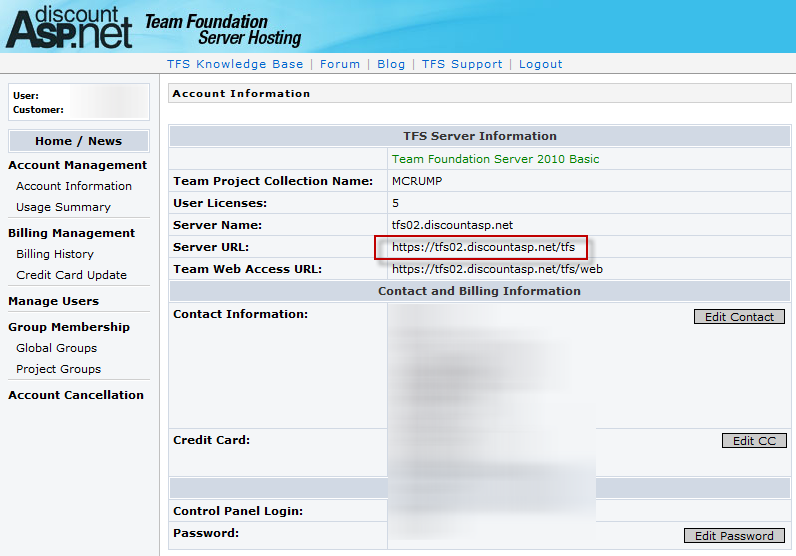 discount
ASP.net
Team Foundation
Server Hosting
TFS Knowledge Base | Forum | Blog | TFS Support | Logout
User:
Customer:
Home / News
Account Management
Account Information
Usage Summary
Billing Management
Billing History
Credit Card Update
Manage Users
Group Membership
Global Groups
Project Groups
Account Cancellation
Account Information
TFS Server Information
Team Foundation Server 2010 Basic
Team Project Collection Name: MCRUMP
User Licenses: 5
Server Name: tfs02.discountasp.net
Server URL: https://tfs02.discountasp.net/tfs
Team Web Access URL: https://tfs02.discountasp.net/tfs/web
Contact and Billing Information
Contact Information: Edit Contact
Credit Card: Edit CC
Control Panel Login:
Password: Edit Password